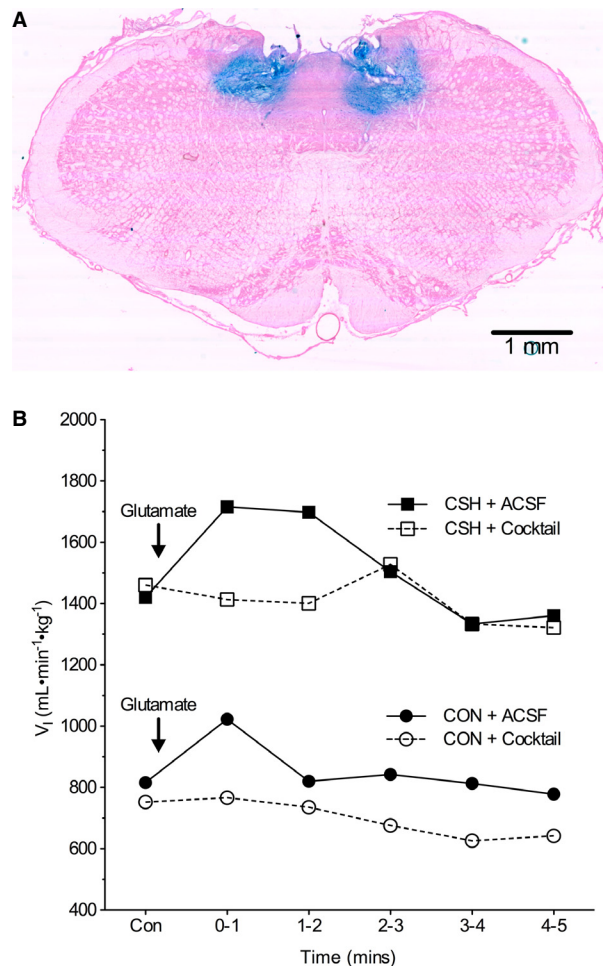 A
1 mm
B
2000
1800
1600
1400
1200
1000
800
600
400
V_I (mL•min⁻¹•kg⁻¹)
Glutamate
CSH + ACSF
CSH + Cocktail
Glutamate
CON + ACSF
CON + Cocktail
Con 0-1 1-2 2-3 3-4 4-5
Time (mins)